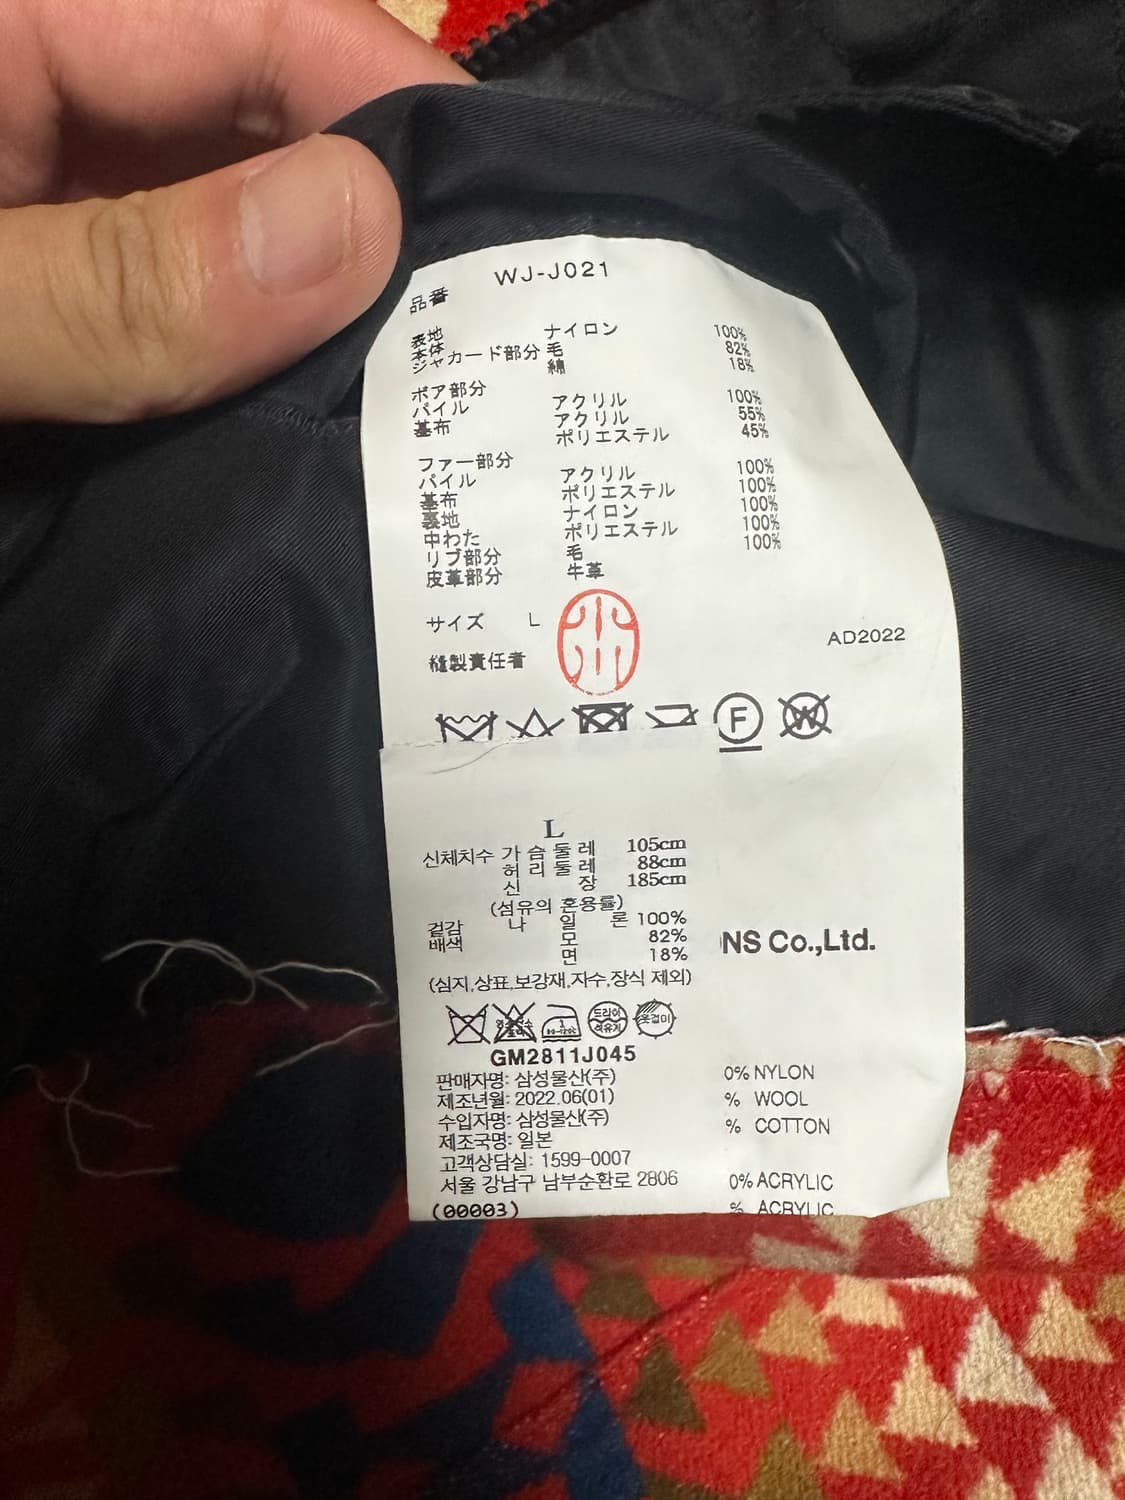 品番 WJ-J021
表地
本体 ナイロン 100%
ジャカード部分 毛 82%
綿 18%
ボア部分
パイル アクリル 100%
基布 アクリル 55%
ポリエステル 45%
ファー部分
パイル アクリル 100%
基布 ポリエステル 100%
裏地 ナイロン 100%
中わた ポリエステル 100%
リブ部分 毛 100%
皮革部分 牛革
サイズ L
縫製責任者
AD2022
F W
L
신체치수 가슴둘레 105cm
허리둘레 88cm
신장 185cm
(섬유의 혼용률)
겉감 나일론 100%
배색 모 82%
면 18%
(심지,상표,보강재,자수,장식 제외)
드라이
석유계
옷걸이
GM2811J045
판매자명: 삼성물산(주)
제조년월: 2022.06(01)
수입자명: 삼성물산(주)
제조국명: 일본
고객상담실: 1599-0007
서울 강남구 남부순환로 2806
(00003)
NS Co.,Ltd.
0% NYLON
% WOOL
% COTTON
0% ACRYLIC
% ACRYLIC